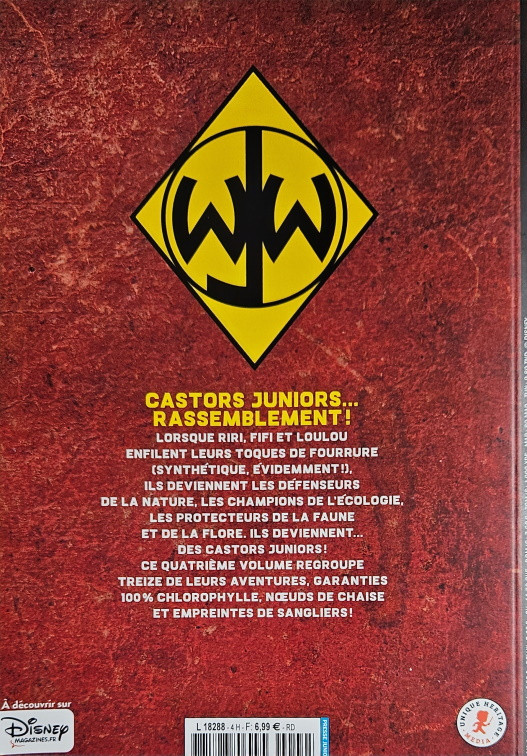 WJW
CASTORS JUNIORS...
RASSEMBLEMENT!
LORSQUE RIRI, FIFI ET LOULOU
ENFILENT LEURS TOQUES DE FOURRURE
(SYNTHÉTIQUE, ÉVIDEMMENT!),
ILS DEVIENNENT LES DÉFENSEURS
DE LA NATURE, LES CHAMPIONS DE L'ÉCOLOGIE,
LES PROTECTEURS DE LA FAUNE
ET DE LA FLORE. ILS DEVIENNENT...
DES CASTORS JUNIORS!
CE QUATRIÈME VOLUME REGROUPE
TREIZE DE LEURS AVENTURES, GARANTIES
100% CHLOROPHYLLE, NŒUDS DE CHAISE
ET EMPREINTES DE SANGLIERS!
À découvrir sur
DISNEY
MAGAZINES.FR
L 18288 - 4 H - F: 6,99 € - RD
UNIQUE HERITAGE
MEDIA